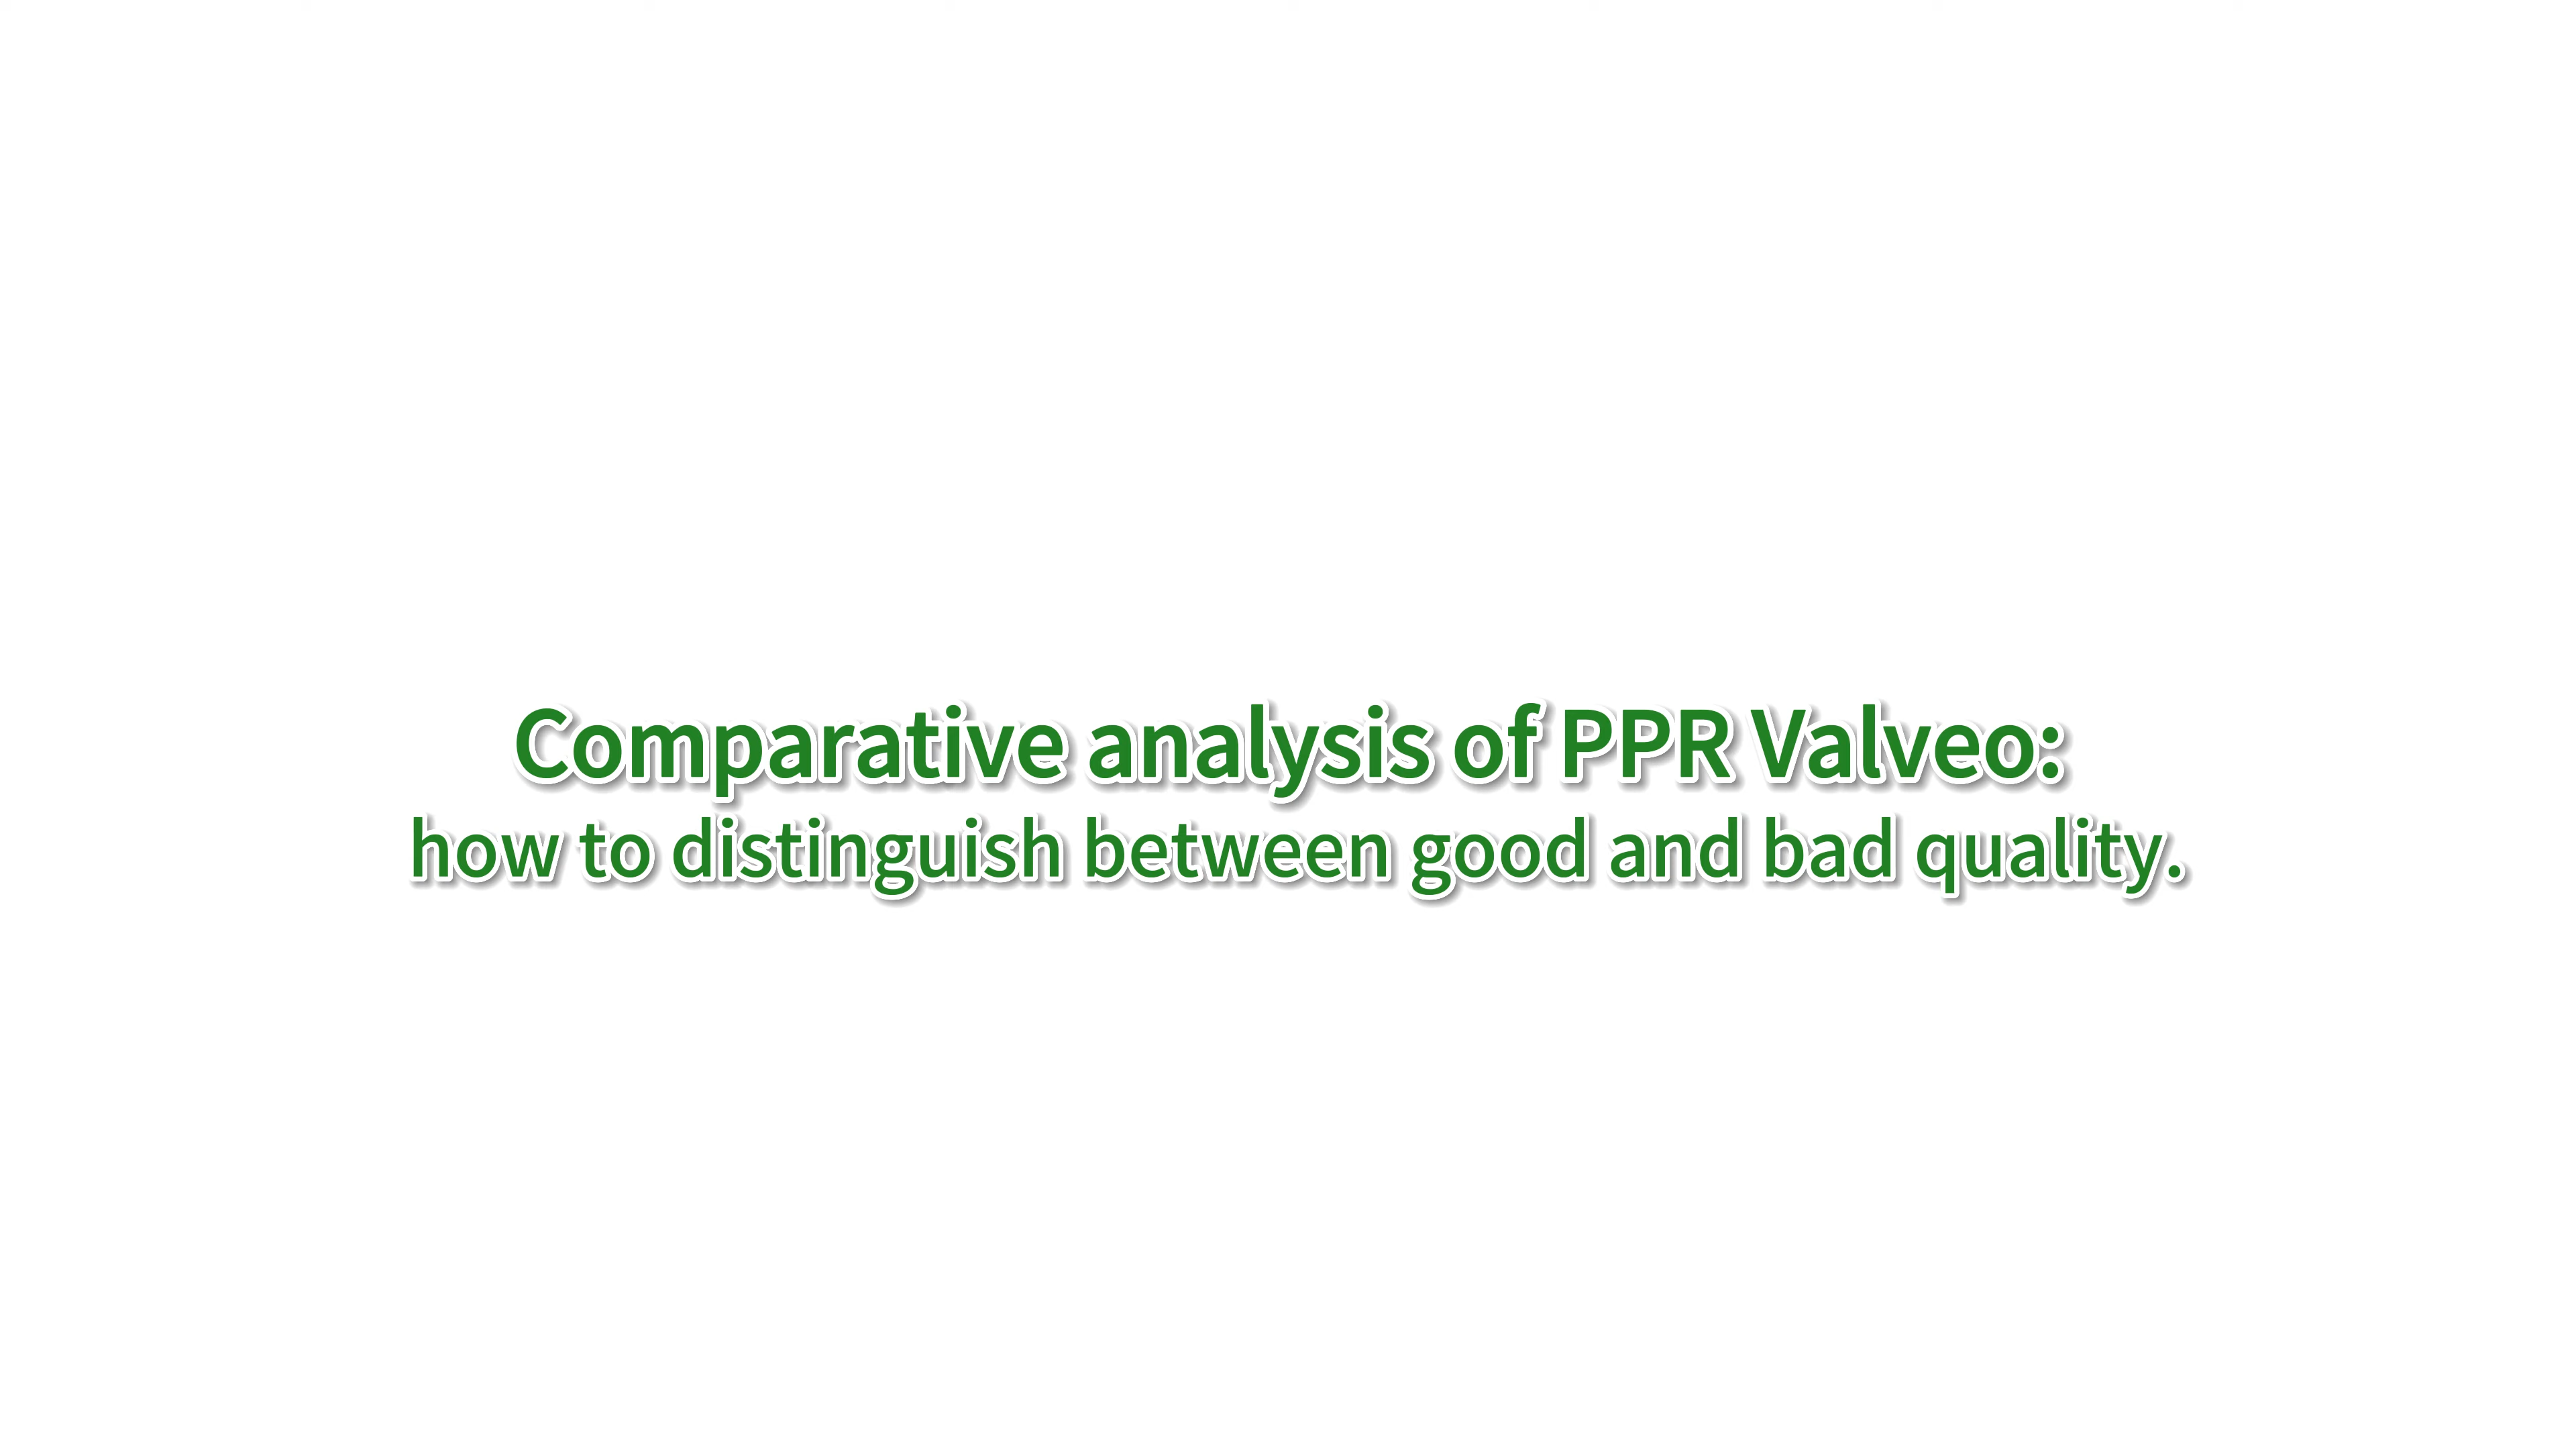 Comparative analysis of PPR Valveo:
how to distinguish between good and bad quality.